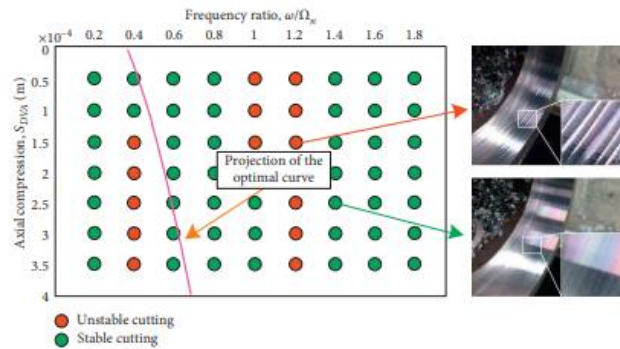 Frequency ratio, ω/Ωn
×10⁻⁴ 0.2 0.4 0.6 0.8 1 1.2 1.4 1.6 1.8
0
0.5
1
1.5
2
2.5
3
3.5
4
Axial compression, SDVA (m)
Projection of the
optimal curve
Unstable cutting
Stable cutting